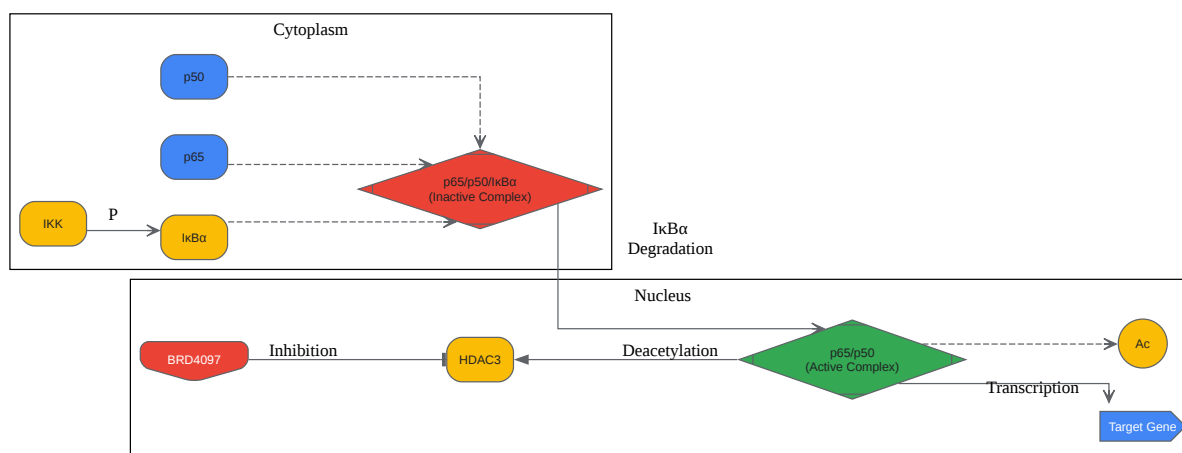 Cytoplasm
p50
p65
p65/p50/IκBα
(Inactive Complex)
IKK
P
IκBα
IκBα
Degradation
Nucleus
BRD4097
Inhibition
HDAC3
Deacetylation
p65/p50
(Active Complex)
Ac
Transcription
Target Gene